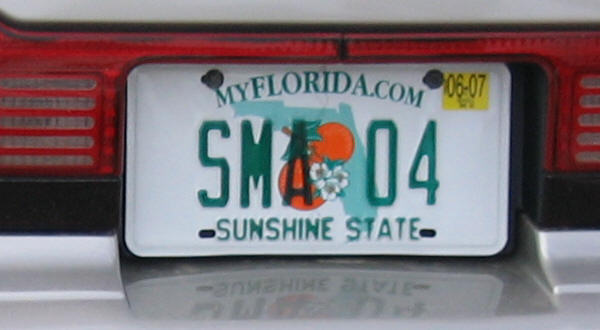 MYFLORIDA.COM
06-07
SMA 04
SUNSHINE STATE